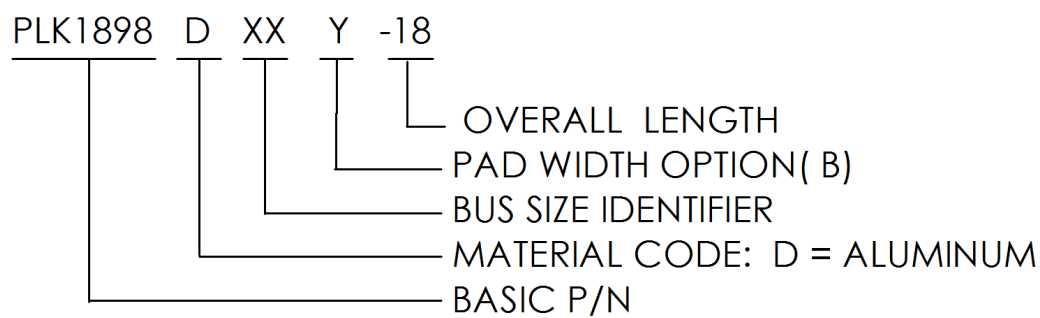 PLK1898 D XX Y -18
OVERALL LENGTH
PAD WIDTH OPTION( B)
BUS SIZE IDENTIFIER
MATERIAL CODE: D = ALUMINUM
BASIC P/N